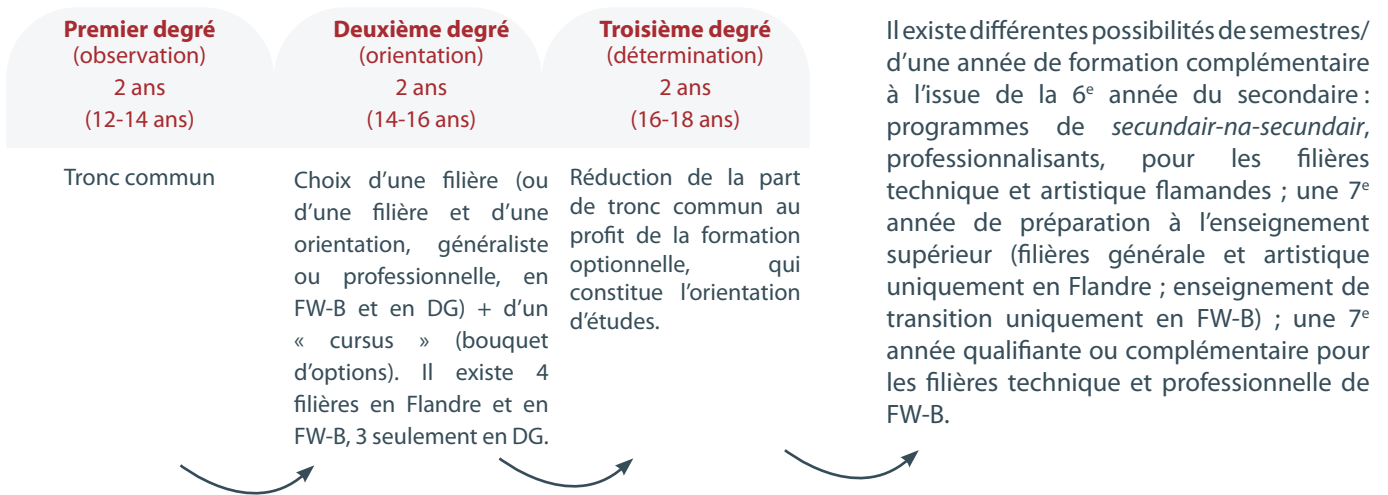 Premier degré
(observation)
2 ans
(12-14 ans)
Tronc commun
Deuxième degré
(orientation)
2 ans
(14-16 ans)
Choix d’une filière (ou
d’une filière et d’une
orientation, généraliste
ou professionnelle, en
FW-B et en DG) + d’un
« cursus » (bouquet
d’options). Il existe 4
filières en Flandre et en
FW-B, 3 seulement en DG.
Troisième degré
(détermination)
2 ans
(16-18 ans)
Réduction de la part
de tronc commun au
profit de la formation
optionnelle, qui
constitue l’orientation
d’études.
Il existe différentes possibilités de semestres/
d’une année de formation complémentaire
à l’issue de la 6e année du secondaire :
programmes de secundair-na-secundair,
professionnalisants, pour les filières
technique et artistique flamandes ; une 7e
année de préparation à l’enseignement
supérieur (filières générale et artistique
uniquement en Flandre ; enseignement de
transition uniquement en FW-B) ; une 7e
année qualifiante ou complémentaire pour
les filières technique et professionnelle de
FW-B.